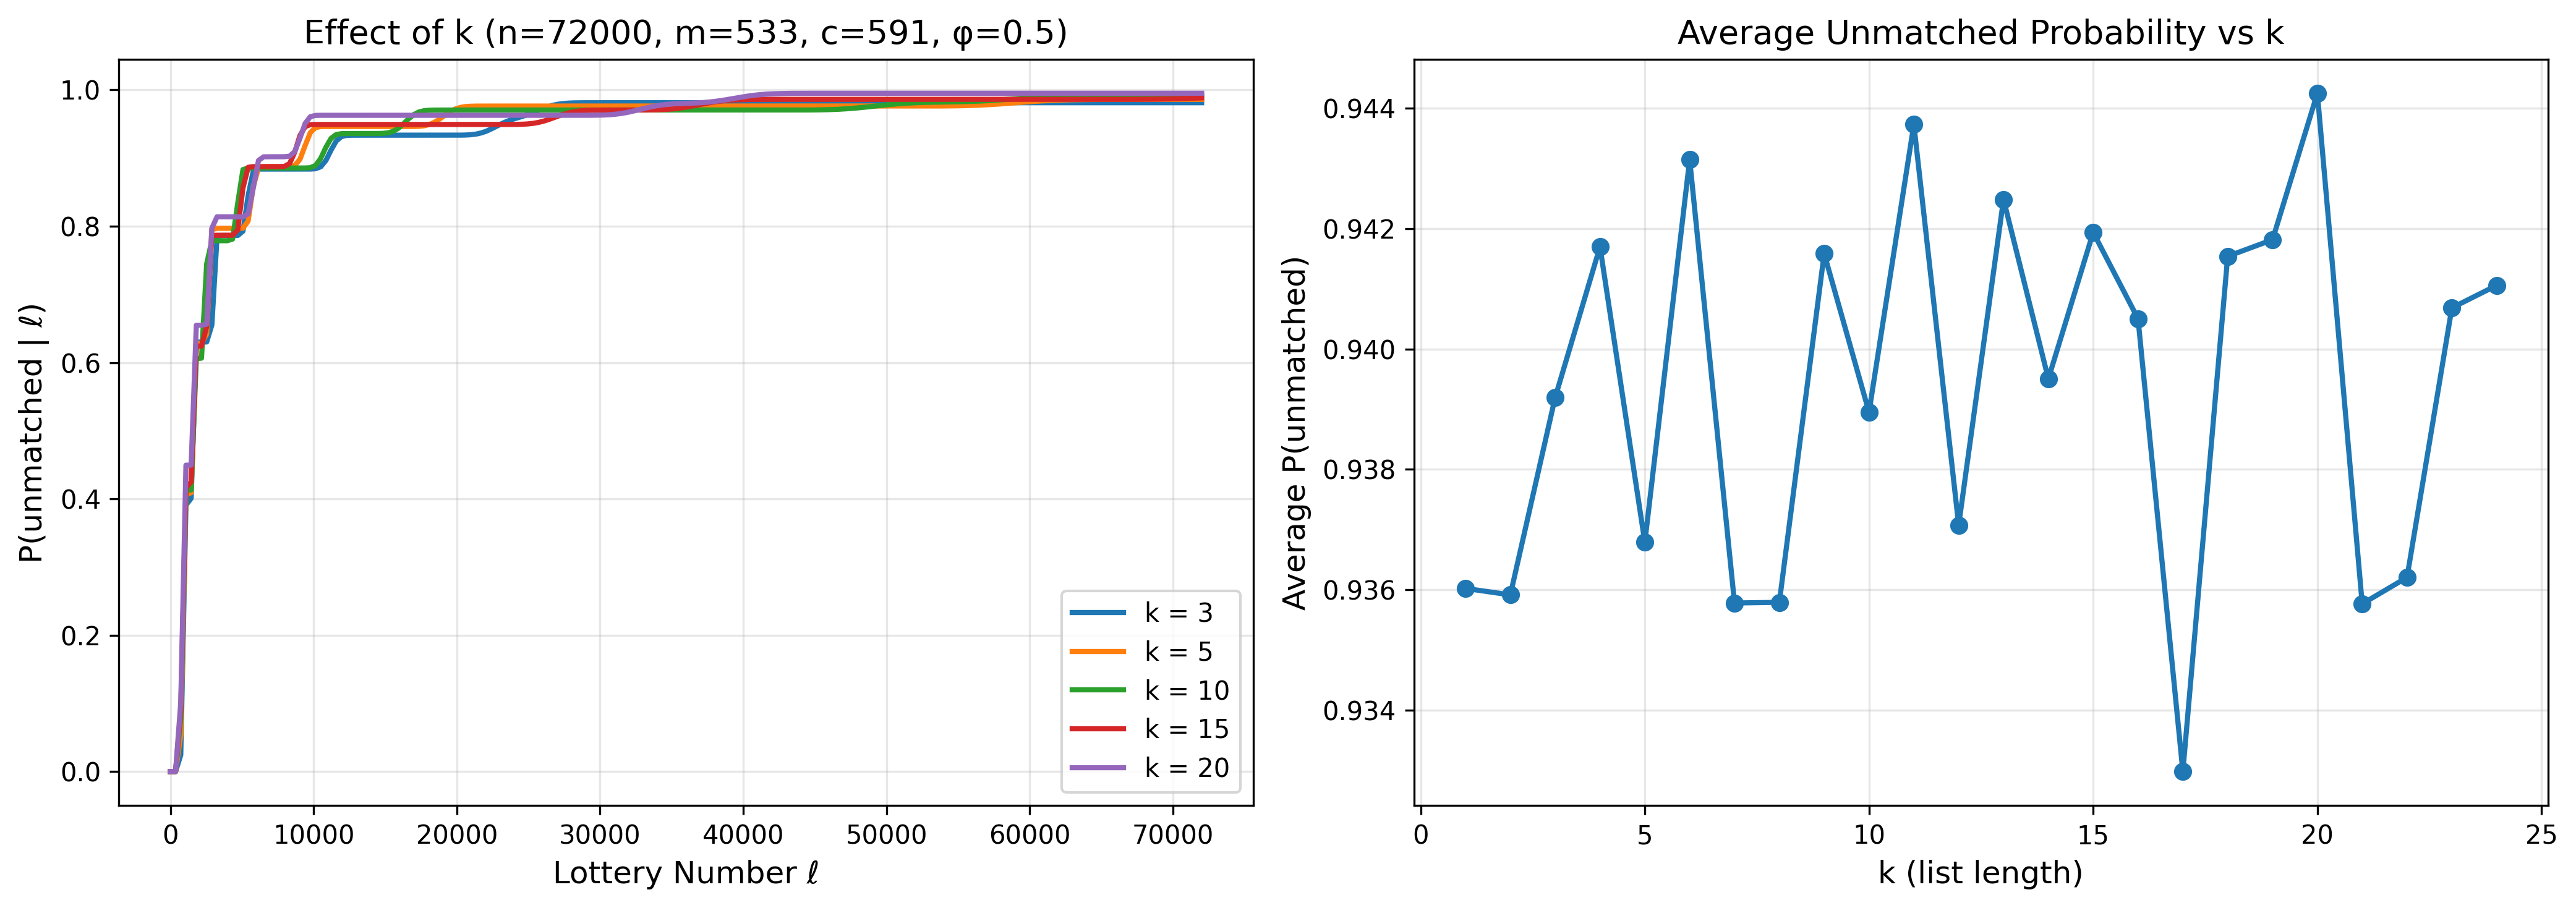 Effect of k (n=72000, m=533, c=591, φ=0.5)
1.0
0.8
0.6
0.4
0.2
0.0
P(unmatched | ℓ)
k = 3
k = 5
k = 10
k = 15
k = 20
0 10000 20000 30000 40000 50000 60000 70000
Lottery Number ℓ
Average Unmatched Probability vs k
0.944
0.942
0.940
0.938
0.936
0.934
Average P(unmatched)
0 5 10 15 20 25
k (list length)